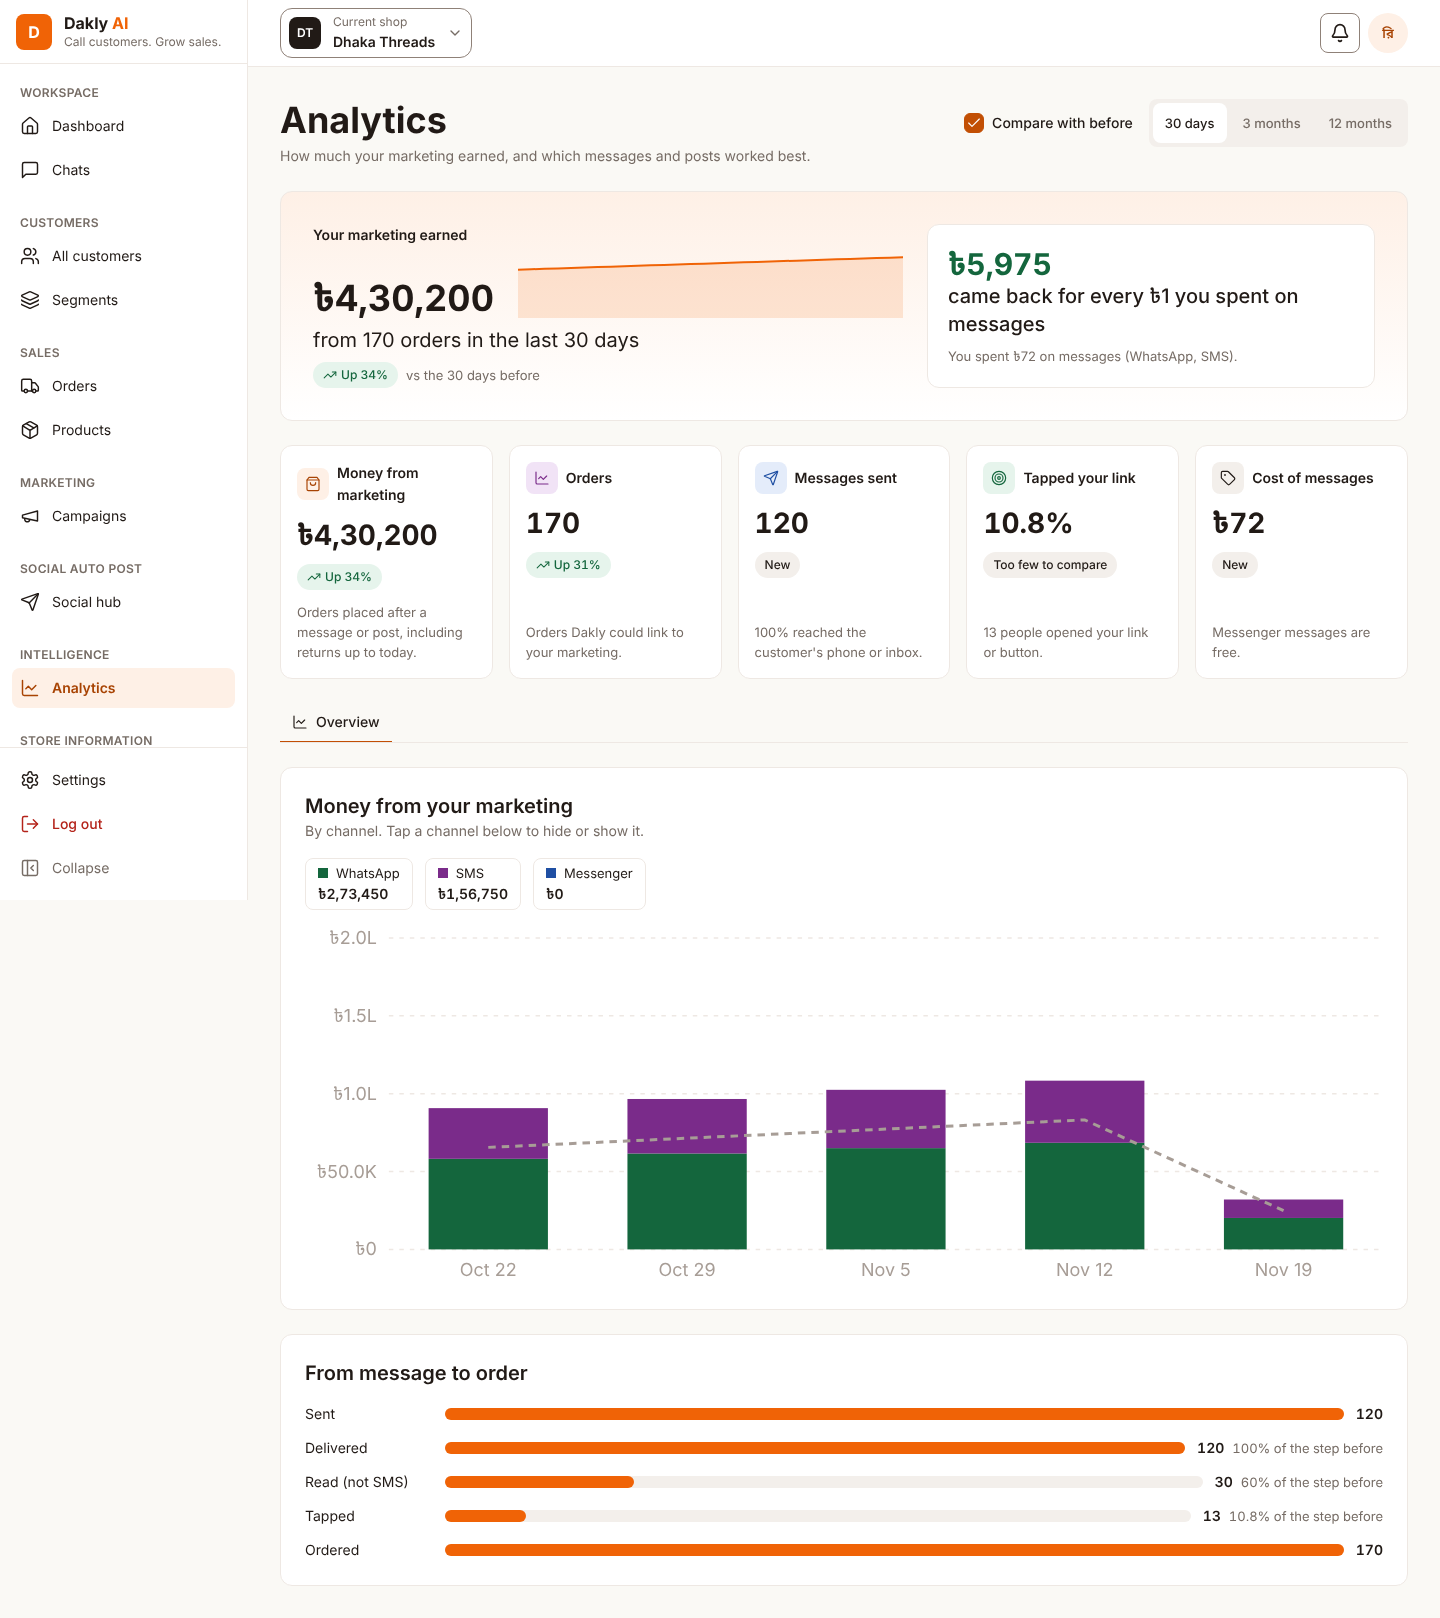 D
Dakly AI
Call customers. Grow sales.
WORKSPACE
Dashboard
Chats
CUSTOMERS
All customers
Segments
SALES
Orders
Products
MARKETING
Campaigns
SOCIAL AUTO POST
Social hub
INTELLIGENCE
Analytics
STORE INFORMATION
Settings
Log out
Collapse
DT
Current shop
Dhaka Threads
রি
Analytics
How much your marketing earned, and which messages and posts worked best.
Compare with before
30 days
3 months
12 months
Your marketing earned
৳4,30,200
from 170 orders in the last 30 days
Up 34%
vs the 30 days before
৳5,975
came back for every ৳1 you spent on
messages
You spent ৳72 on messages (WhatsApp, SMS).
Money from
marketing
৳4,30,200
Up 34%
Orders placed after a
message or post, including
returns up to today.
Orders
170
Up 31%
Orders Dakly could link to
your marketing.
Messages sent
120
New
100% reached the
customer's phone or inbox.
Tapped your link
10.8%
Too few to compare
13 people opened your link
or button.
Cost of messages
৳72
New
Messenger messages are
free.
Overview
Money from your marketing
By channel. Tap a channel below to hide or show it.
WhatsApp
৳2,73,450
SMS
৳1,56,750
Messenger
৳0
৳2.0L
৳1.5L
৳1.0L
৳50.0K
৳0
Oct 22
Oct 29
Nov 5
Nov 12
Nov 19
From message to order
Sent
120
Delivered
120 100% of the step before
Read (not SMS)
30 60% of the step before
Tapped
13 10.8% of the step before
Ordered
170